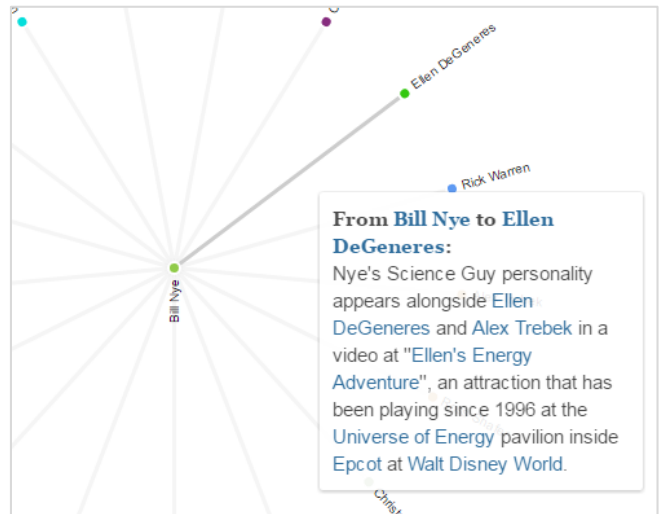 Ellen DeGeneres
Rick Warren
Bill Nye
From Bill Nye to Ellen
DeGeneres:
Nye's Science Guy personality
appears alongside Ellen
DeGeneres and Alex Trebek in a
video at "Ellen's Energy
Adventure", an attraction that has
been playing since 1996 at the
Universe of Energy pavilion inside
Epcot at Walt Disney World.
Christ